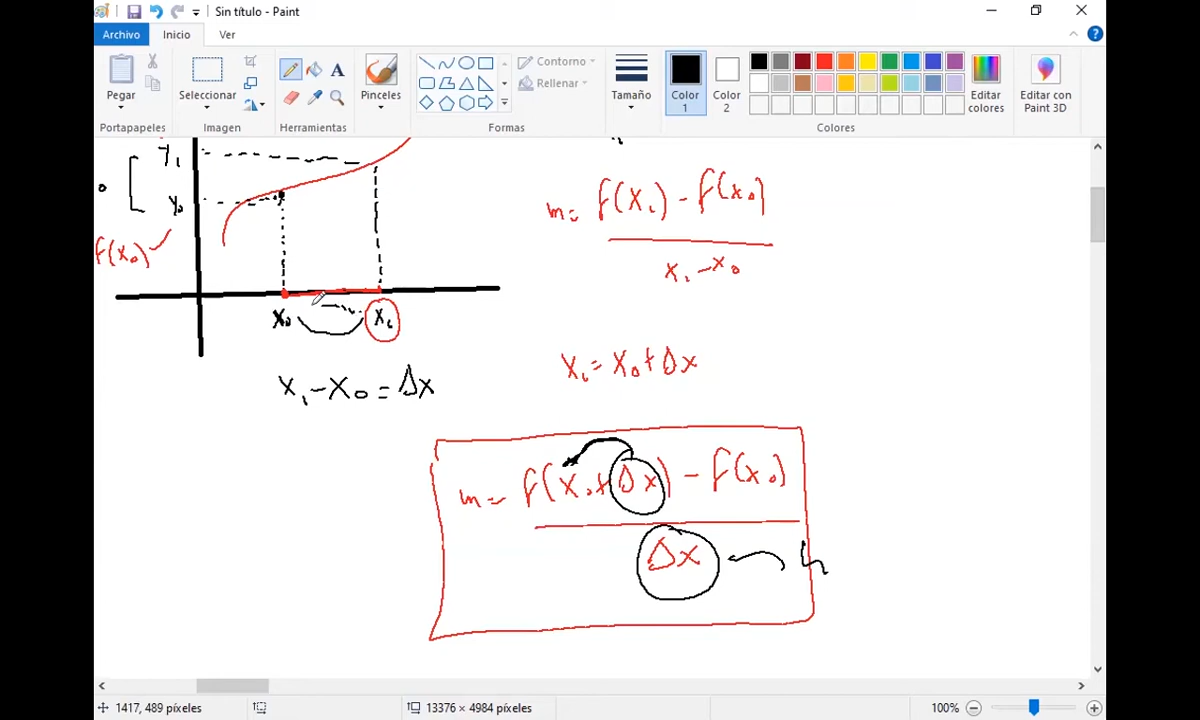 Sin título - Paint
Archivo Inicio Ver
Pegar Seleccionar A Pinceles Contorno Rellenar Tamaño Color 1 Color 2 Editar colores Editar con Paint 3D
Portapapeles Imagen Herramientas Formas Colores
y₁
y₀
f(x₀) ✓
x₀ x₁
x₁-x₀ = Δx
m= f(x₁) - f(x₀)
x₁-x₀
x₁= x₀+Δx
m= f(x₀+Δx) - f(x₀)
Δx h
1417, 489 píxeles 13376 × 4984 píxeles 100%